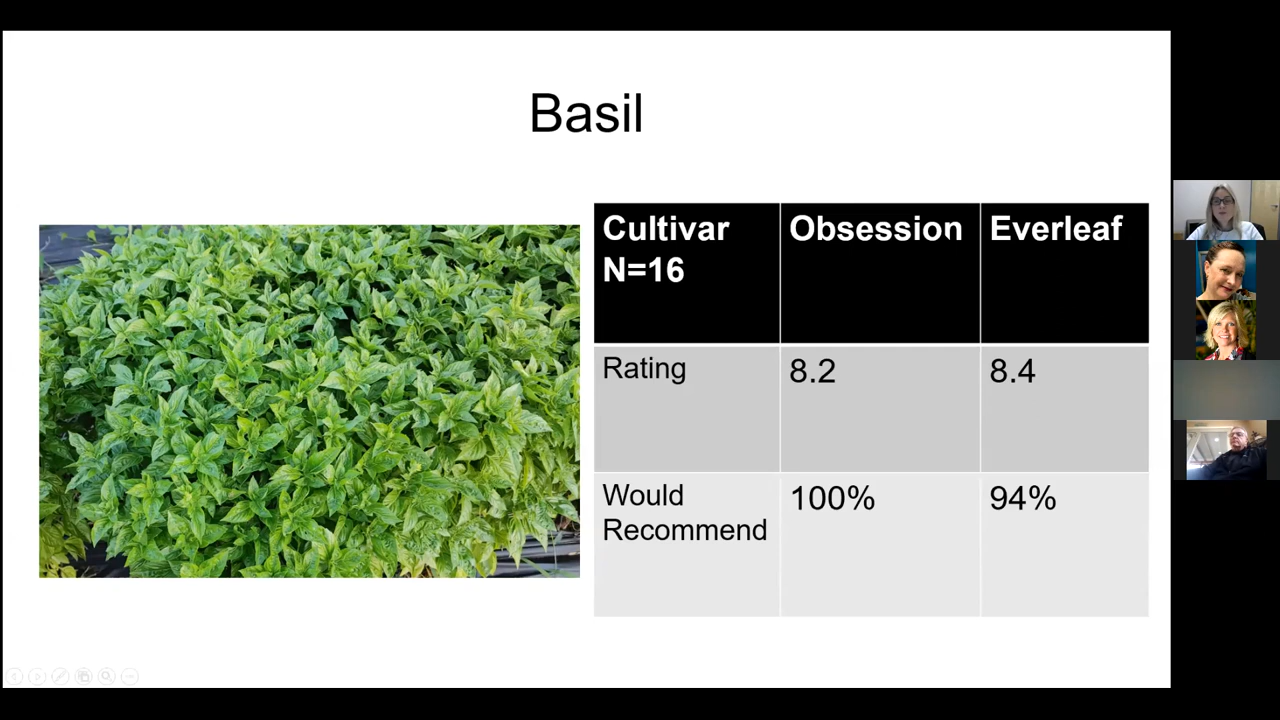 Basil
Cultivar Obsession Everleaf
N=16
Rating 8.2 8.4
Would 100% 94%
Recommend